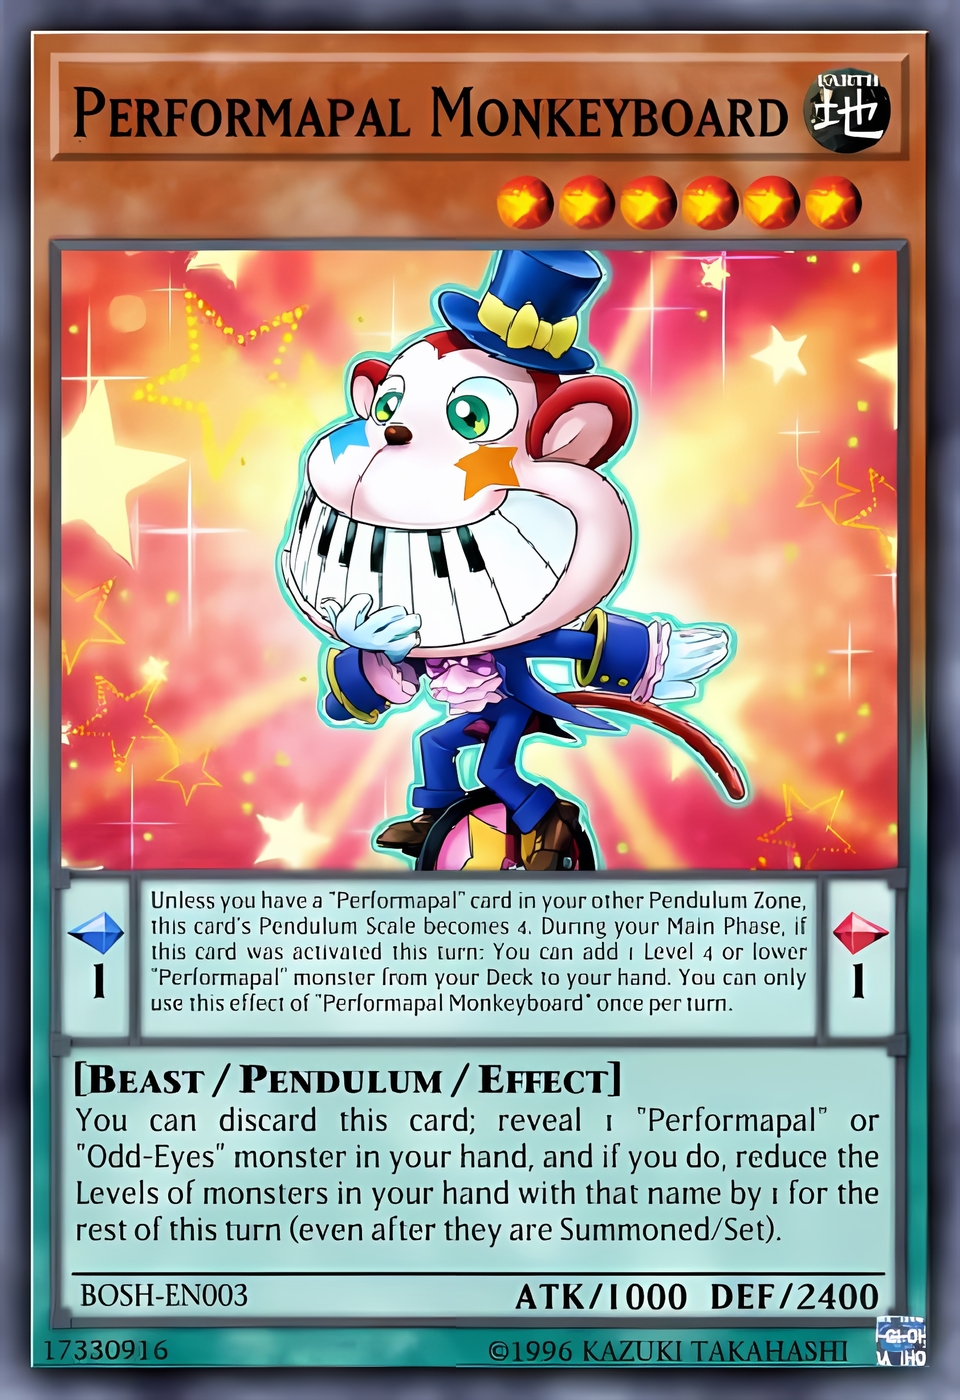 PERFORMAPAL MONKEYBOARD
EARTH
地
Unless you have a "Performapal" card in your other Pendulum Zone,
this card's Pendulum Scale becomes 4. During your Main Phase, if
this card was activated this turn: You can add 1 Level 4 or lower
"Performapal" monster from your Deck to your hand. You can only
use this effect of "Performapal Monkeyboard" once per turn.
1
1
[BEAST / PENDULUM / EFFECT]
You can discard this card; reveal 1 "Performapal" or
"Odd-Eyes" monster in your hand, and if you do, reduce the
Levels of monsters in your hand with that name by 1 for the
rest of this turn (even after they are Summoned/Set).
BOSH-EN003
ATK/1000 DEF/2400
17330916
©1996 KAZUKI TAKAHASHI